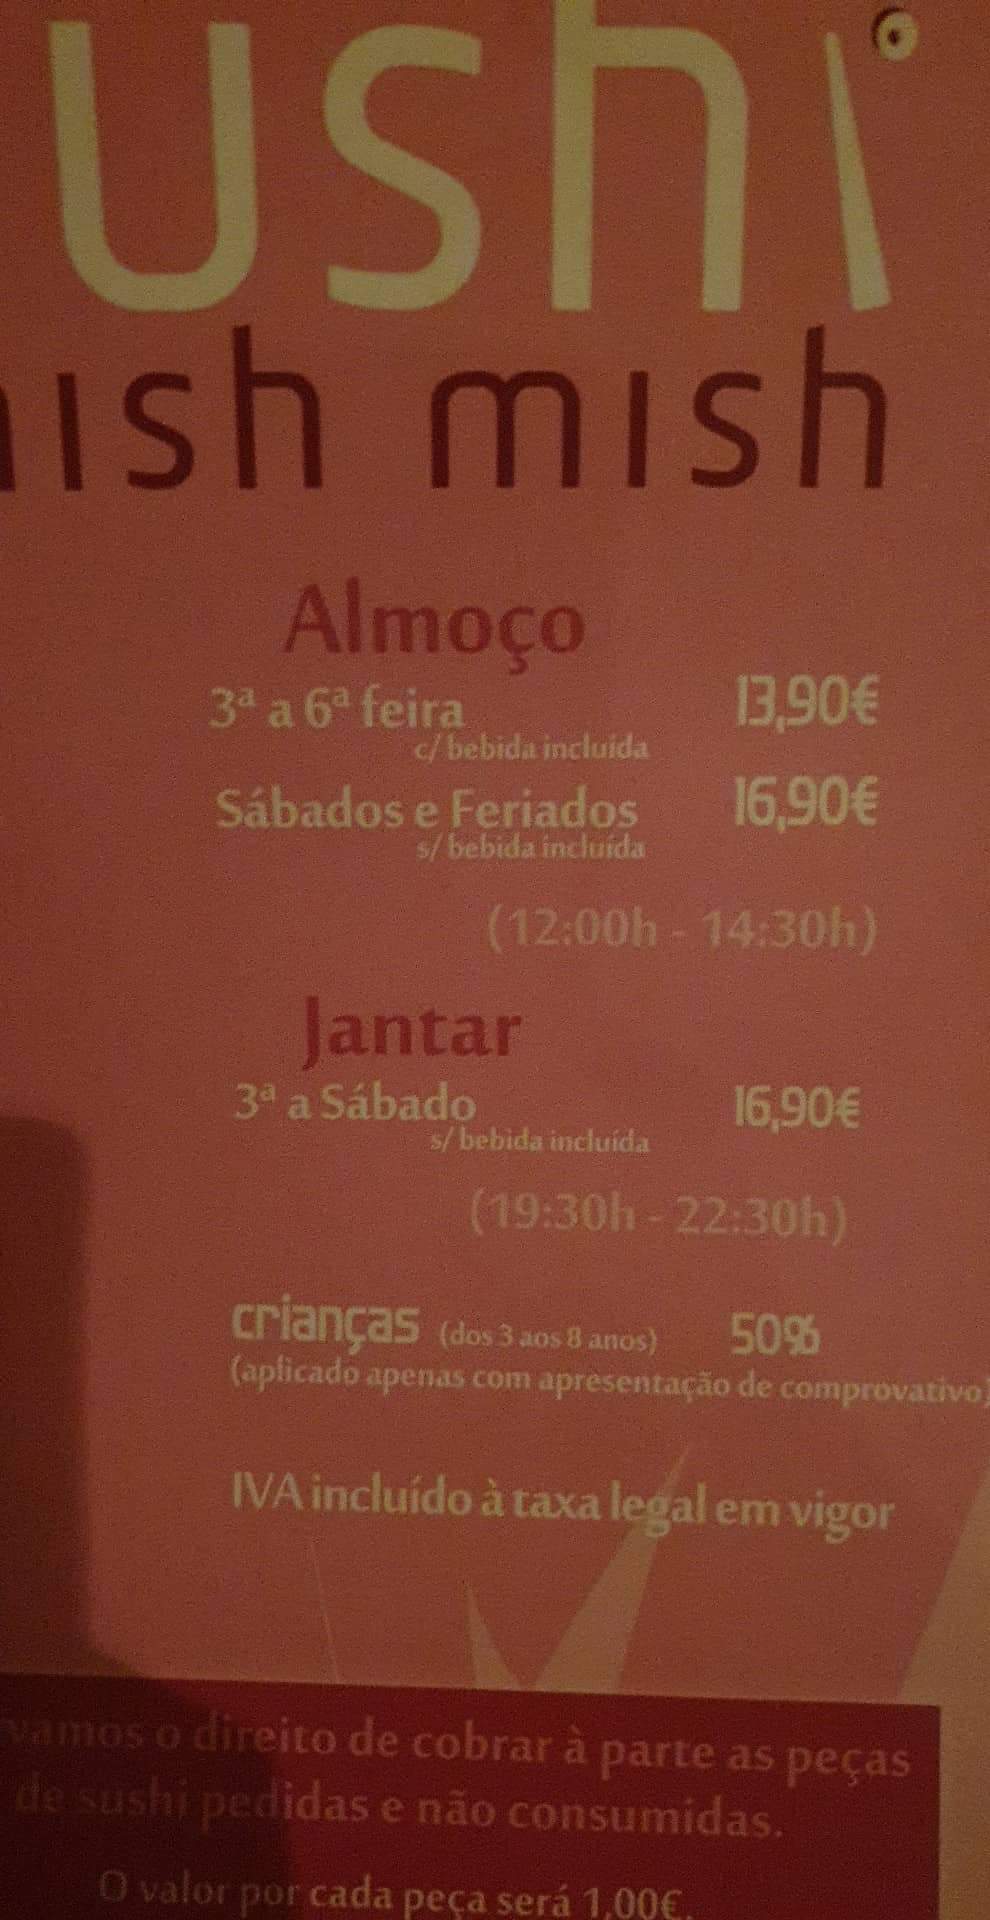 ushi
ish mish
Almoço
3ª a 6ª feira 13,90€
c/ bebida incluída
Sábados e Feriados 16,90€
s/ bebida incluída
(12:00h - 14:30h)
Jantar
3ª a Sábado 16,90€
s/ bebida incluída
(19:30h - 22:30h)
crianças (dos 3 aos 8 anos) 50%
(aplicado apenas com apresentação de comprovativo)
IVA incluído à taxa legal em vigor
vamos o direito de cobrar à parte as peças
de sushi pedidas e não consumidas.
O valor por cada peça será 1,00€.